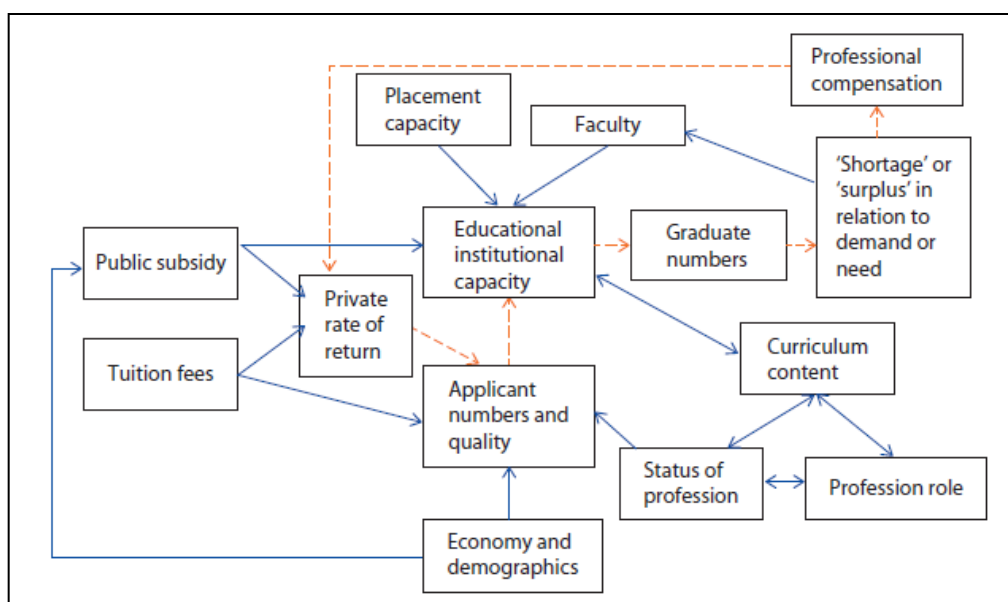 Professional
compensation
Placement
capacity
Faculty
'Shortage' or
'surplus' in
relation to
demand or
need
Educational
institutional
capacity
Graduate
numbers
Public subsidy
Private
rate of
return
Tuition fees
Curriculum
content
Applicant
numbers and
quality
Status of
profession
Profession role
Economy and
demographics